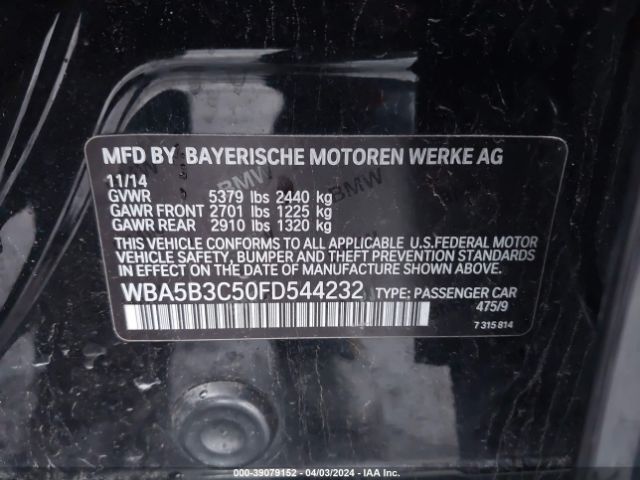 MFD BY BAYERISCHE MOTOREN WERKE AG
11/14
GVWR 5379 lbs 2440 kg
GAWR FRONT 2701 lbs 1225 kg
GAWR REAR 2910 lbs 1320 kg
THIS VEHICLE CONFORMS TO ALL APPLICABLE U.S.FEDERAL MOTOR
VEHICLE SAFETY, BUMPER AND THEFT PREVENTION STANDARDS
IN EFFECT ON THE DATE OF MANUFACTURE SHOWN ABOVE.
WBA5B3C50FD544232 TYPE: PASSENGER CAR
475/9
7 315 814
BMW
BMW
000-39079152 - 04/03/2024 - IAA Inc.